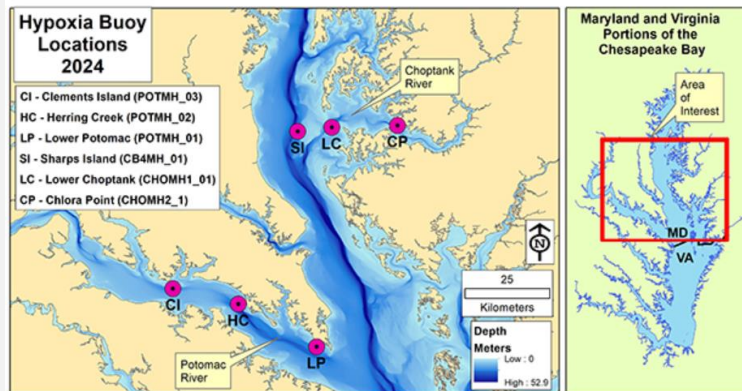 Hypoxia Buoy
Locations
2024
CI - Clements Island (POTMH_03)
HC - Herring Creek (POTMH_02)
LP - Lower Potomac (POTMH_01)
SI - Sharps Island (CB4MH_01)
LC - Lower Choptank (CHOMH1_01)
CP - Chlora Point (CHOMH2_1)
Choptank
River
SI
LC
CP
CI
HC
LP
Potomac
River
N
25
Kilometers
Depth
Meters
Low : 0
High : 52.9
Maryland and Virginia
Portions of the
Chesapeake Bay
Area
of
Interest
MD
VA